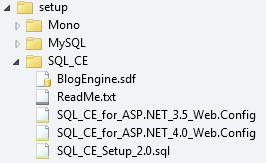 setup
Mono
MySQL
SQL_CE
BlogEngine.sdf
ReadMe.txt
SQL_CE_for_ASP.NET_3.5_Web.Config
SQL_CE_for_ASP.NET_4.0_Web.Config
SQL_CE_Setup_2.0.sql